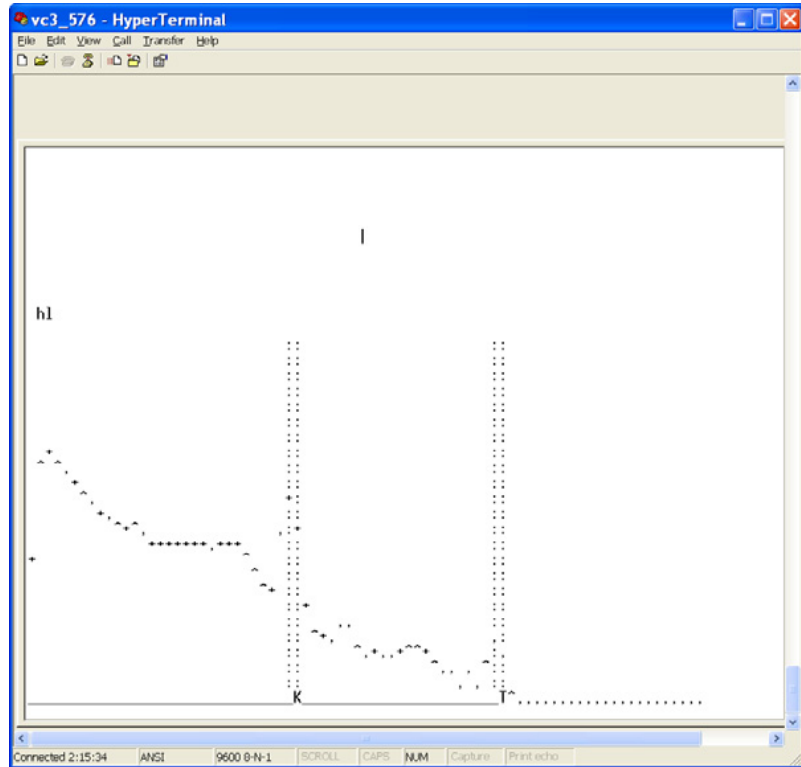 vc3_576 - HyperTerminal
File Edit View Call Transfer Help
hl
K T
Connected 2:15:34 ANSI 9600 8-N-1 SCROLL CAPS NUM Capture Print echo